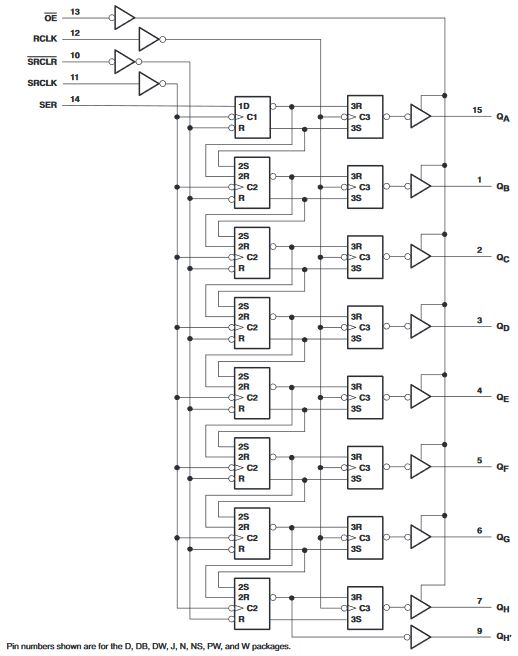 OE 13
RCLK 12
SRCLR 10
SRCLK 11
SER 14
1D 3R
C1 C3 15 QA
R 3S
2S
2R 3R 1 QB
C2 C3
R 3S
2S
2R 3R 2 QC
C2 C3
R 3S
2S
2R 3R 3 QD
C2 C3
R 3S
2S
2R 3R 4 QE
C2 C3
R 3S
2S
2R 3R 5 QF
C2 C3
R 3S
2S
2R 3R 6 QG
C2 C3
R 3S
2S
2R 3R 7 QH
C2 C3
R 3S
9 QH'
Pin numbers shown are for the D, DB, DW, J, N, NS, PW, and W packages.